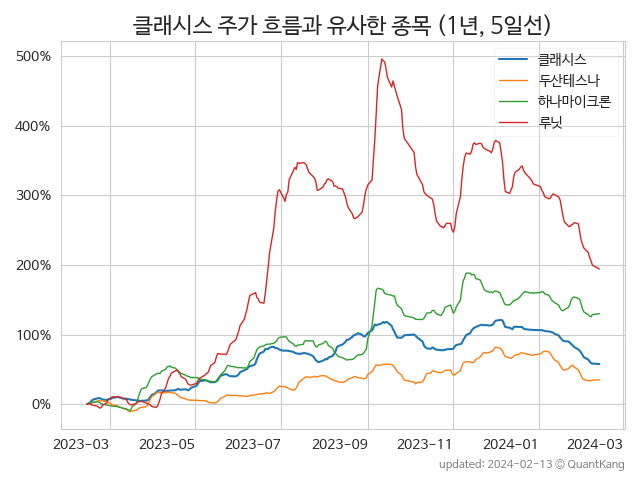 클래시스 주가 흐름과 유사한 종목 (1년, 5일선)
클래시스
두산테스나
하나마이크론
루닛
500%
400%
300%
200%
100%
0%
2023-03 2023-05 2023-07 2023-09 2023-11 2024-01 2024-03
updated: 2024-02-13 © QuantKang